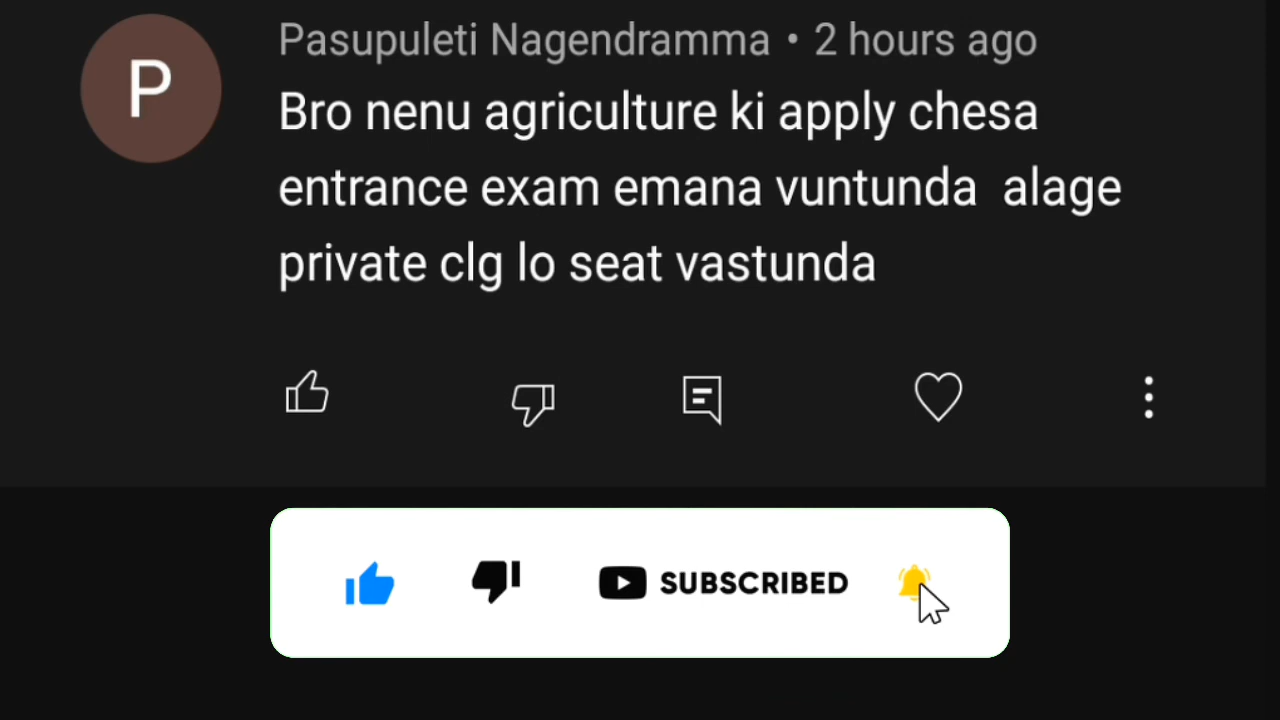 P
Pasupuleti Nagendramma • 2 hours ago
Bro nenu agriculture ki apply chesa
entrance exam emana vuntunda alage
private clg lo seat vastunda
SUBSCRIBED